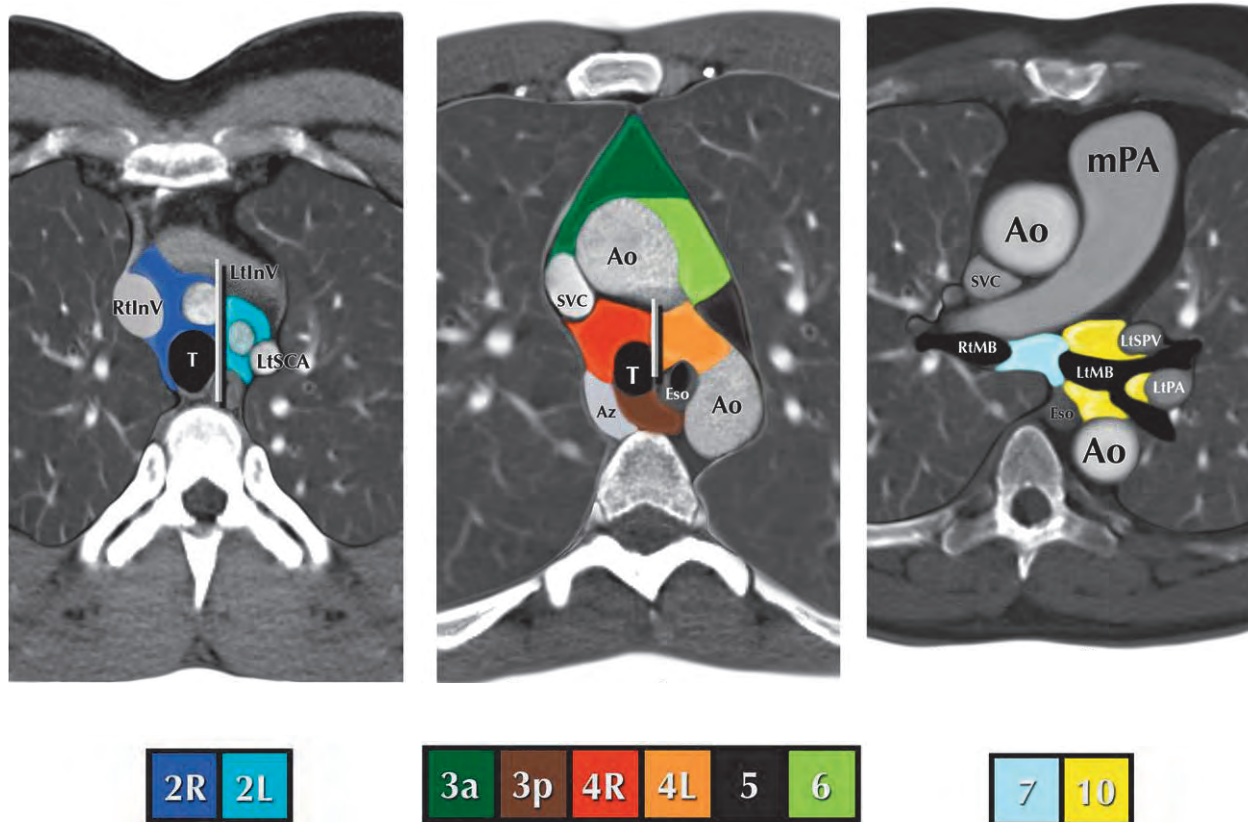 LtInV
RtInV
T
LtSCA
Ao
SVC
T
Eso
Az
Ao
mPA
Ao
SVC
RtMB
LtSPV
LtMB
LtPA
Eso
Ao
2R 2L
3a 3p 4R 4L 5 6
7 10